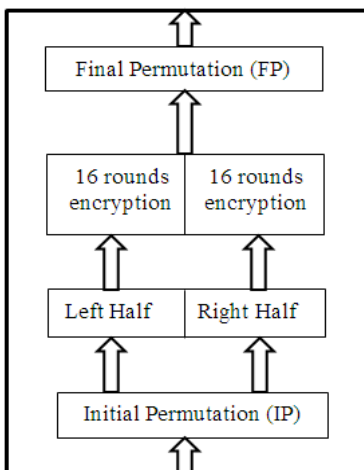 Final Permutation (FP)
16 rounds
encryption
16 rounds
encryption
Left Half
Right Half
Initial Permutation (IP)